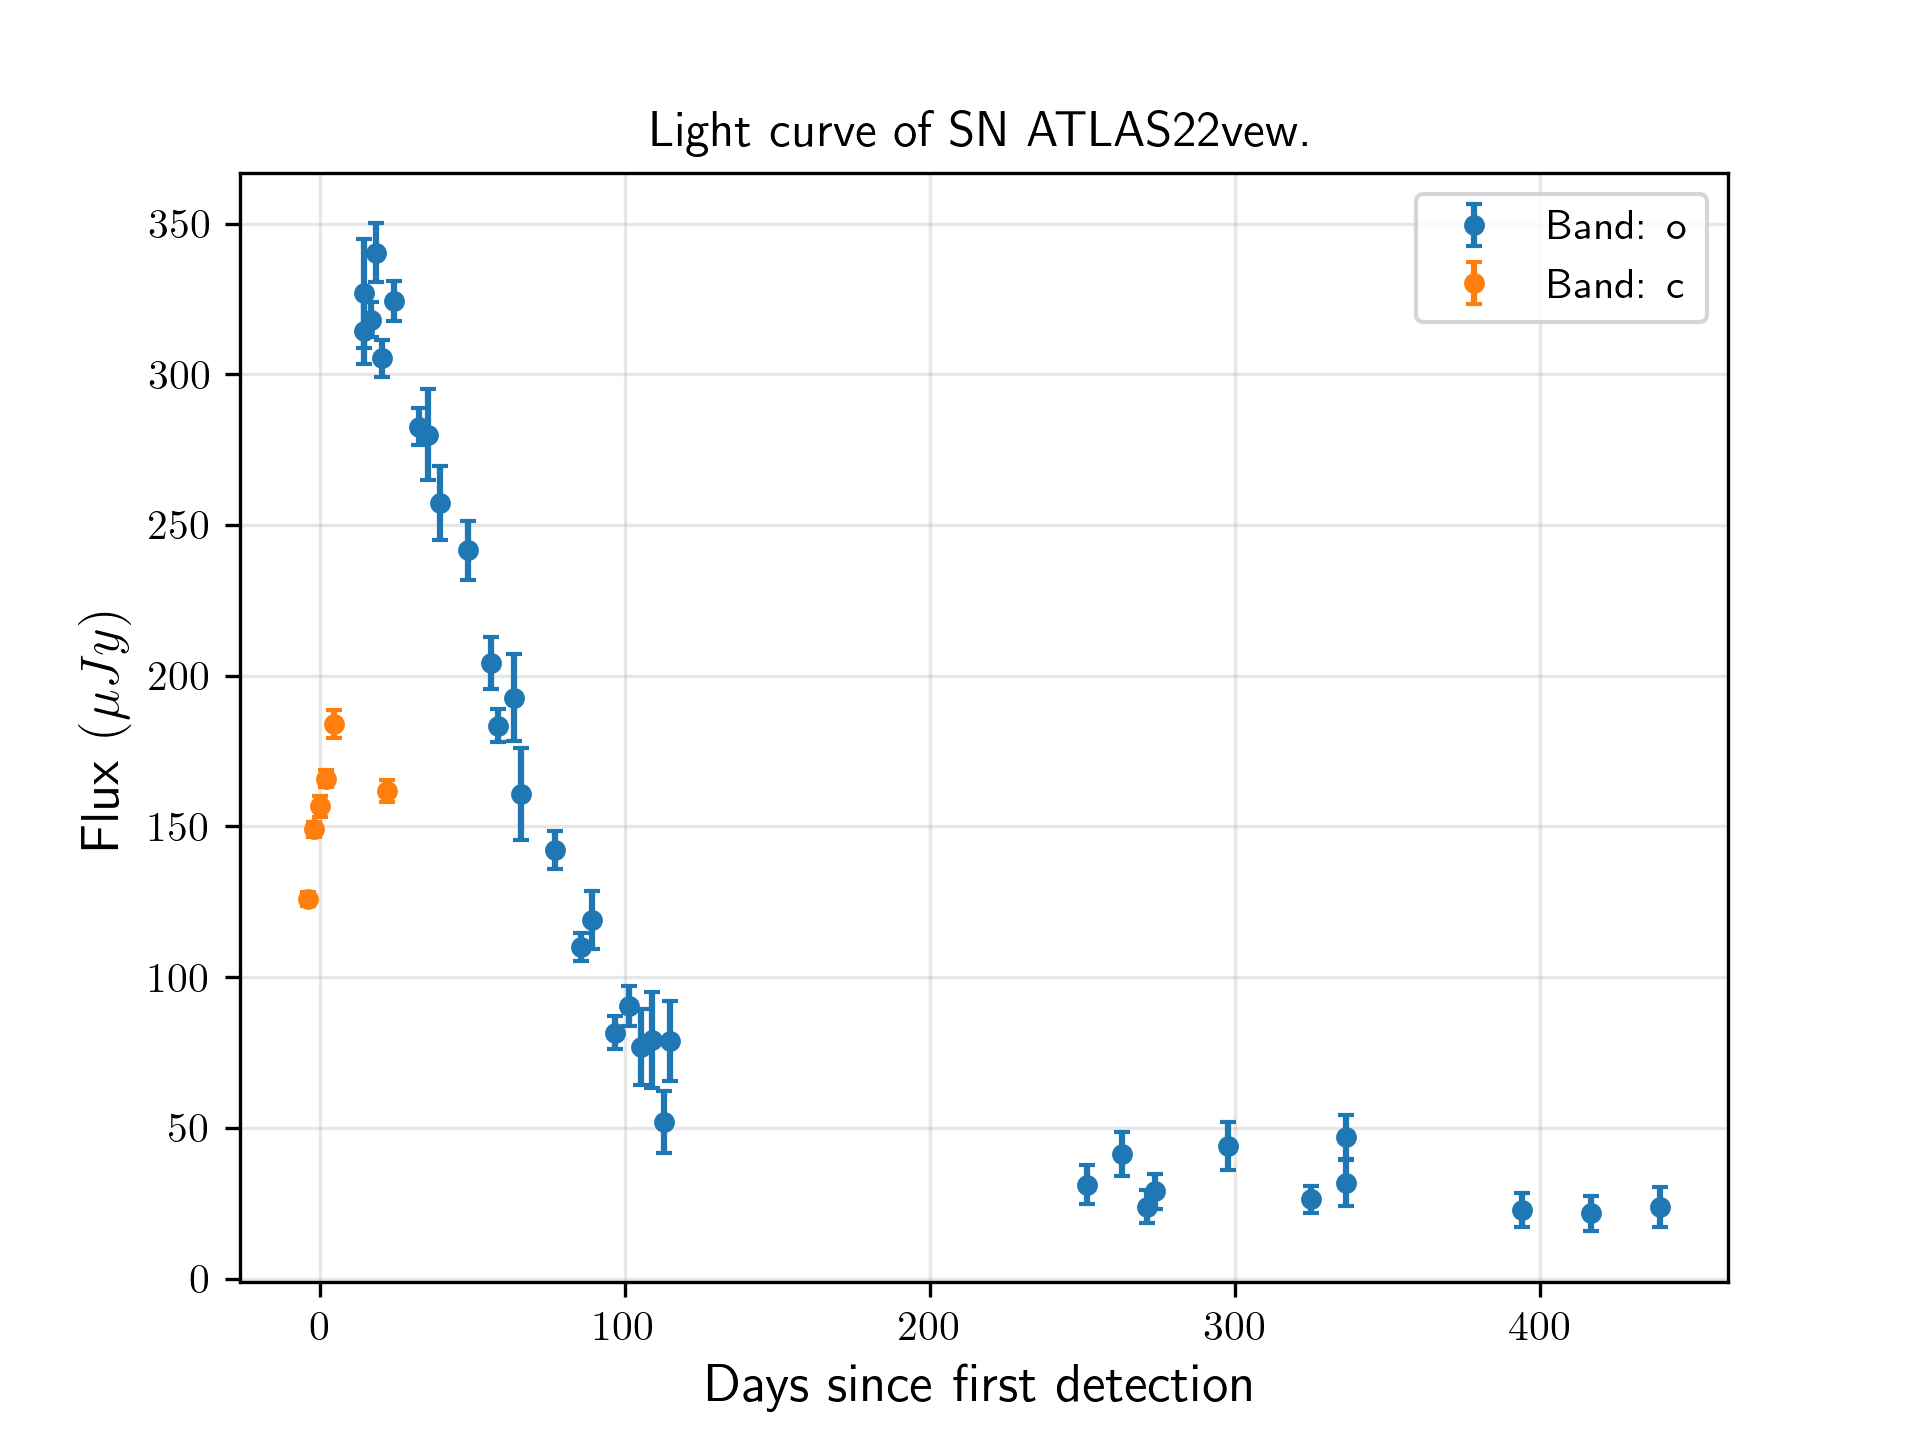 Light curve of SN ATLAS22vew.
Band: o
Band: c
350
300
250
200
150
100
50
0
Flux (μJy)
0 100 200 300 400
Days since first detection